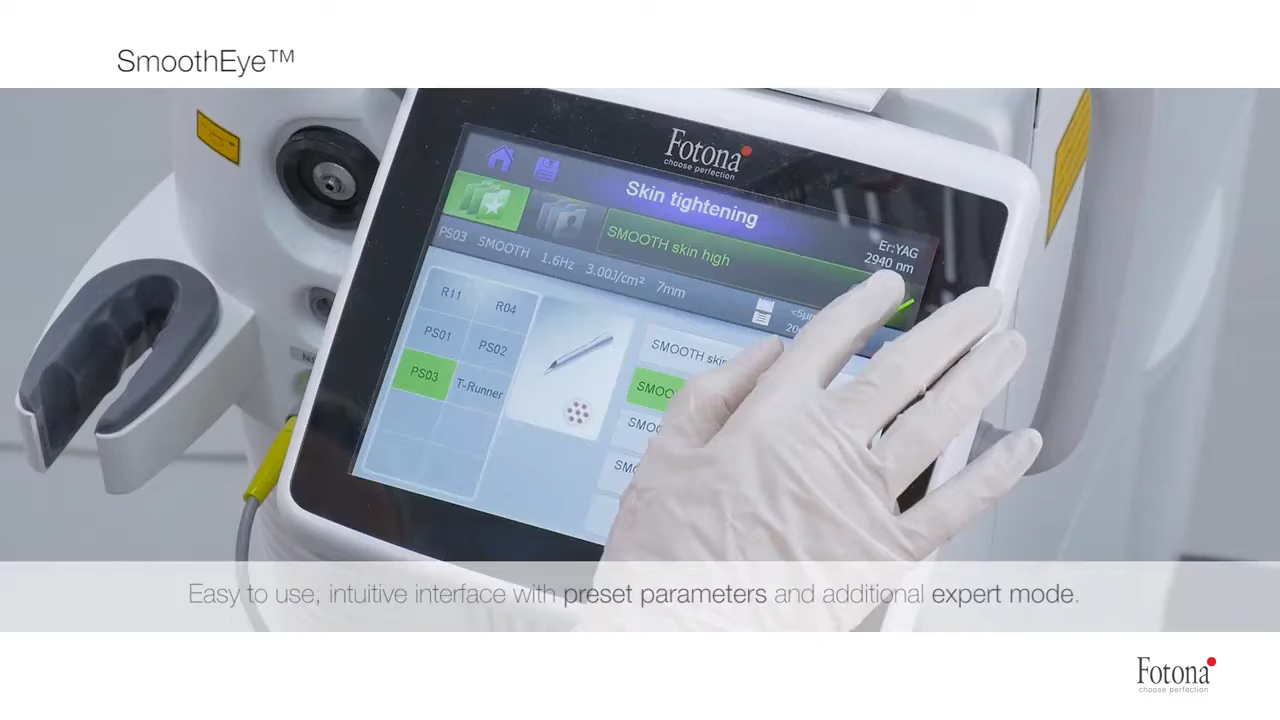 SmoothEye™
Fotona
choose perfection
Skin tightening
SMOOTH skin high
Er:YAG
2940 nm
PS03 SMOOTH 1.6Hz 3.00J/cm² 7mm
R11 R04
PS01 PS02
PS03 T-Runner
SMOOTH skin
Easy to use, intuitive interface with preset parameters and additional expert mode.
Fotona
choose perfection